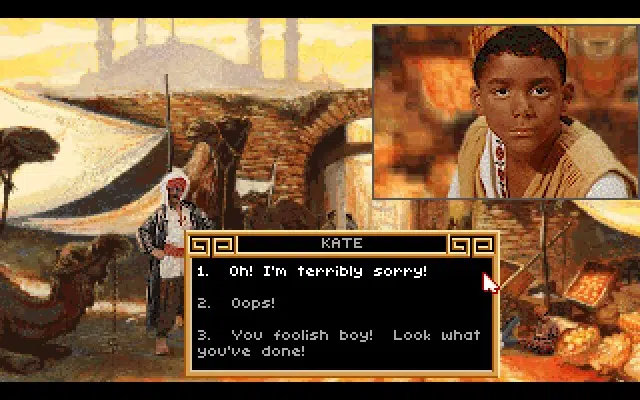 KATE
1. Oh! I'm terribly sorry!
2. Oops!
3. You foolish boy! Look what
you've done!